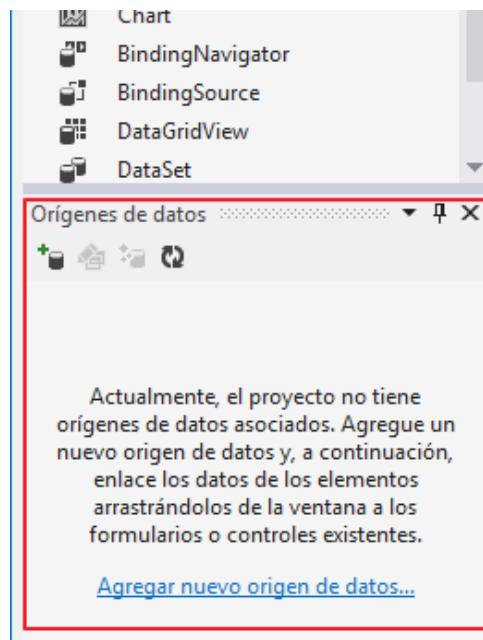 Chart
BindingNavigator
BindingSource
DataGridView
DataSet
Orígenes de datos
Actualmente, el proyecto no tiene
orígenes de datos asociados. Agregue un
nuevo origen de datos y, a continuación,
enlace los datos de los elementos
arrastrándolos de la ventana a los
formularios o controles existentes.
Agregar nuevo origen de datos...